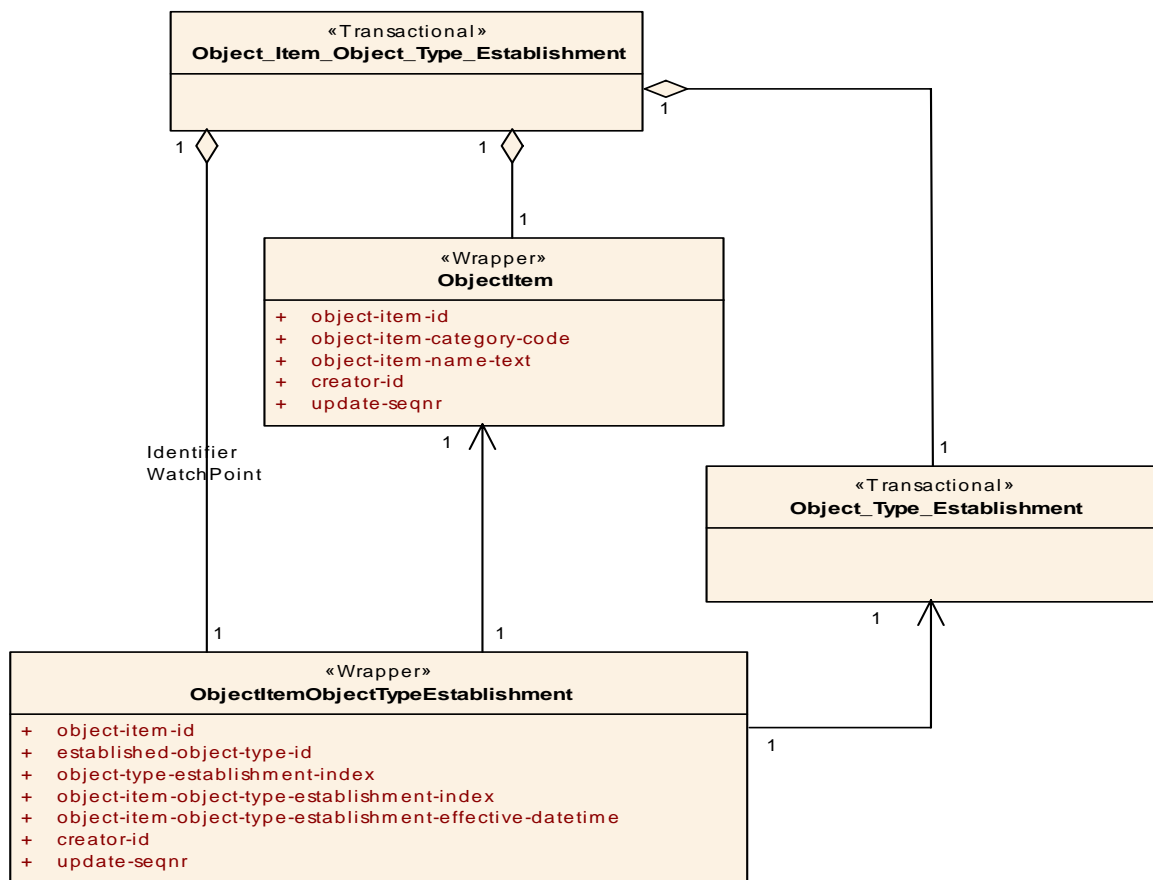 «Transactional»
Object_Item_Object_Type_Establishment
1
1
1
1
«Wrapper»
ObjectItem
+ object-item-id
+ object-item-category-code
+ object-item-name-text
+ creator-id
+ update-seqnr
1
Identifier
WatchPoint
1
«Transactional»
Object_Type_Establishment
1
1
1
«Wrapper»
ObjectItemObjectTypeEstablishment
+ object-item-id
+ established-object-type-id
+ object-type-establishment-index
+ object-item-object-type-establishment-index
+ object-item-object-type-establishment-effective-datetime
+ creator-id
+ update-seqnr
1